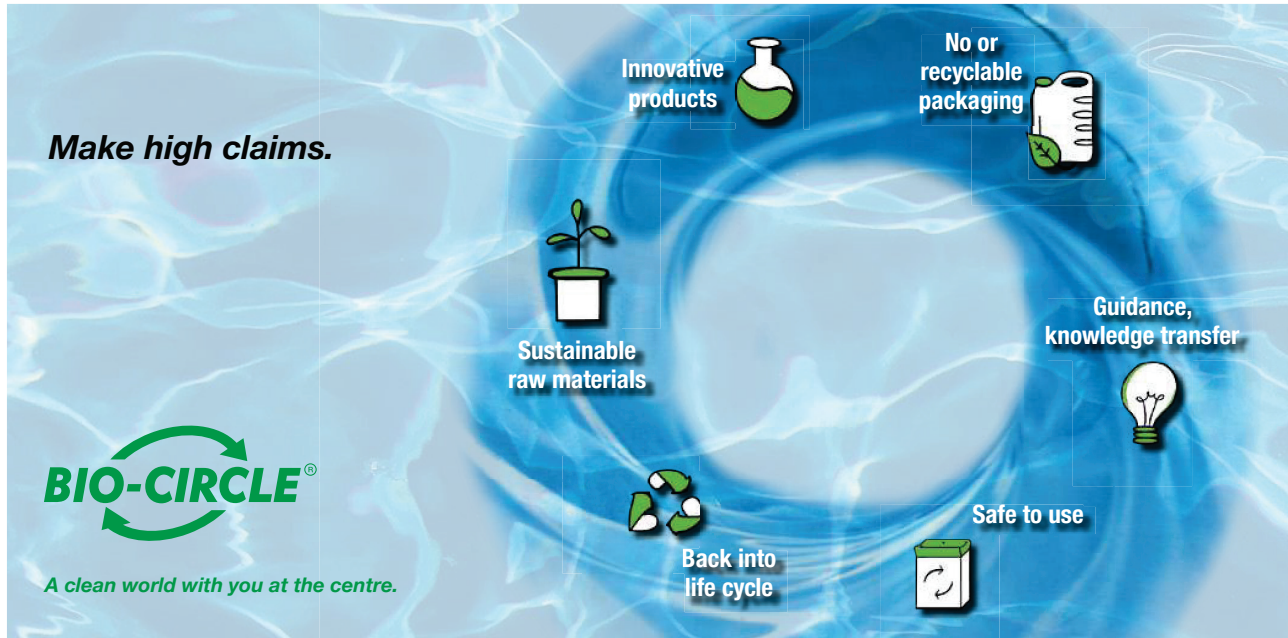 Make high claims.
Innovative
products
No or
recyclable
packaging
Guidance,
knowledge transfer
Safe to use
Back into
life cycle
Sustainable
raw materials
BIO-CIRCLE®
A clean world with you at the centre.